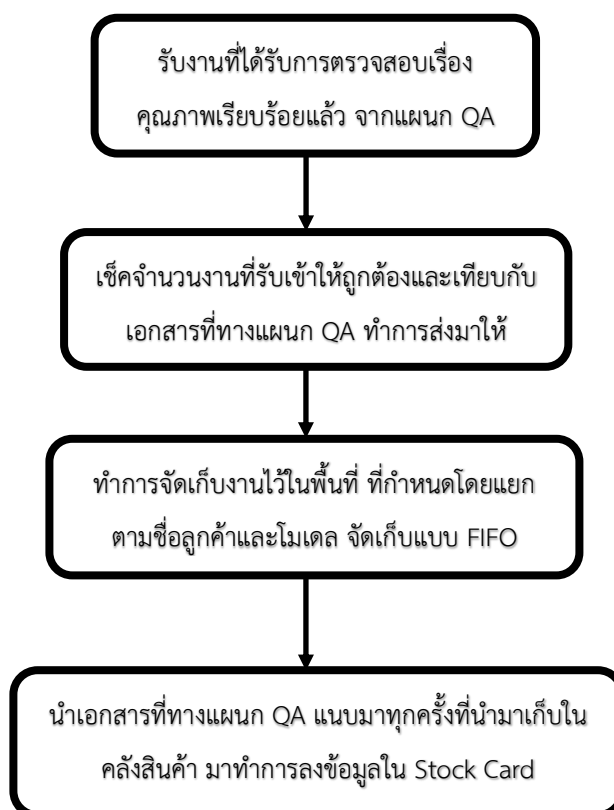 รับงานที่ได้รับการตรวจสอบเรื่อง
คุณภาพเรียบร้อยแล้ว จากแผนก QA
เช็คจำนวนงานที่รับเข้าให้ถูกต้องและเทียบกับ
เอกสารที่ทางแผนก QA ทำการส่งมาให้
ทำการจัดเก็บงานไว้ในพื้นที่ ที่กำหนดโดยแยก
ตามชื่อลูกค้าและโมเดล จัดเก็บแบบ FIFO
นำเอกสารที่ทางแผนก QA แนบมาทุกครั้งที่นำมาเก็บใน
คลังสินค้า มาทำการลงข้อมูลใน Stock Card